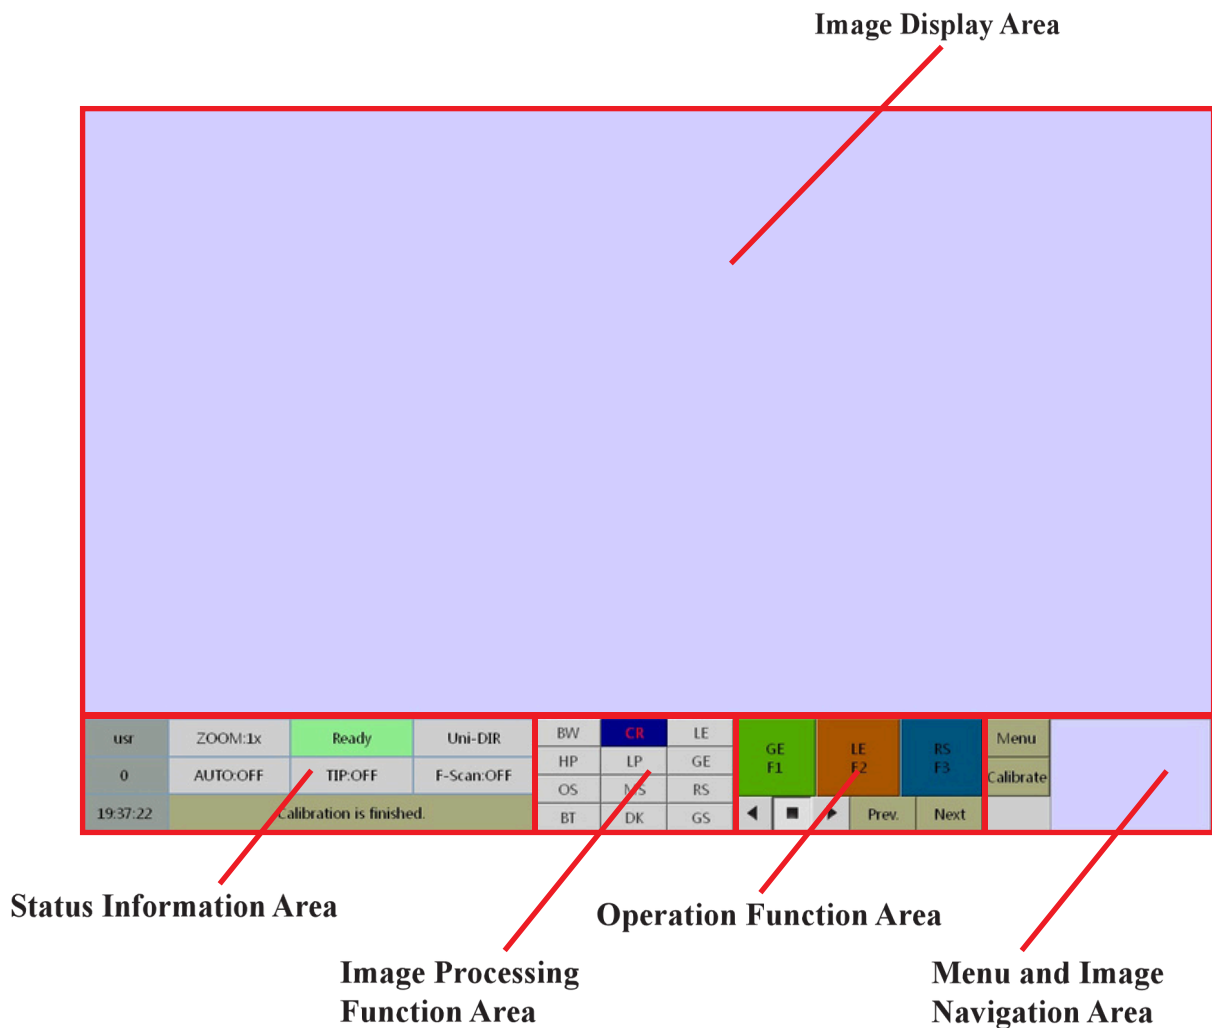 Image Display Area
usr ZOOM:1x Ready Uni-DIR
0 AUTO:OFF TIP:OFF F-Scan:OFF
19:37:22 Calibration is finished.
BW CR LE
HP LP GE
OS MS RS
BT DK GS
GE LE RS
F1 F2 F3
Prev. Next
Menu
Calibrate
Status Information Area
Operation Function Area
Image Processing
Function Area
Menu and Image
Navigation Area